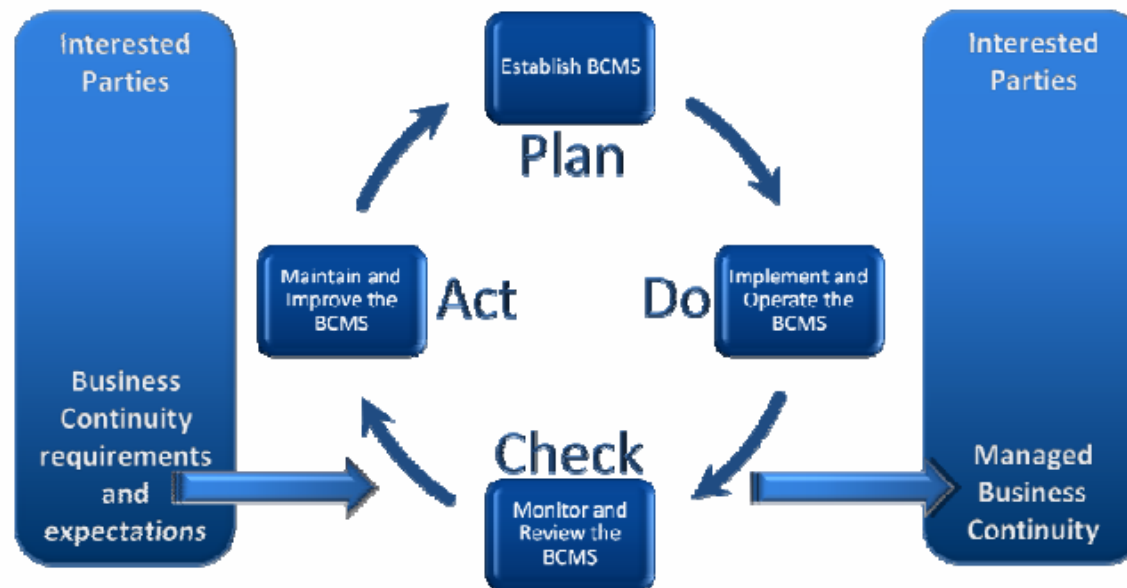 Interested
Parties
Business
Continuity
requirements
and
expectations
Establish BCMS
Plan
Maintain and
Improve the
BCMS
Act
Do
Implement and
Operate the
BCMS
Check
Monitor and
Review the
BCMS
Interested
Parties
Managed
Business
Continuity